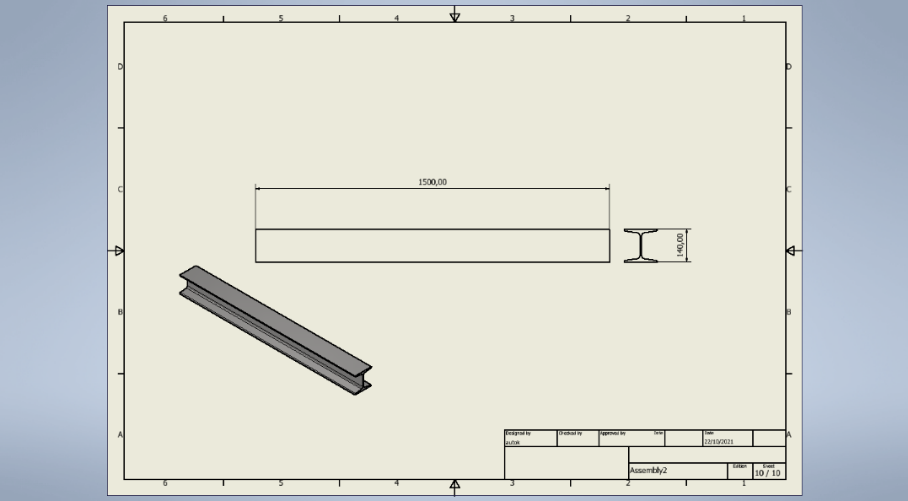 6 5 4 3 2 1
D D
1500,00
C C
140,00
B B
Designed by Checked by Approved by Date Date
autok 22/10/2021
A A
Edition Sheet
Assembly2 10 / 10
6 5 4 3 2 1